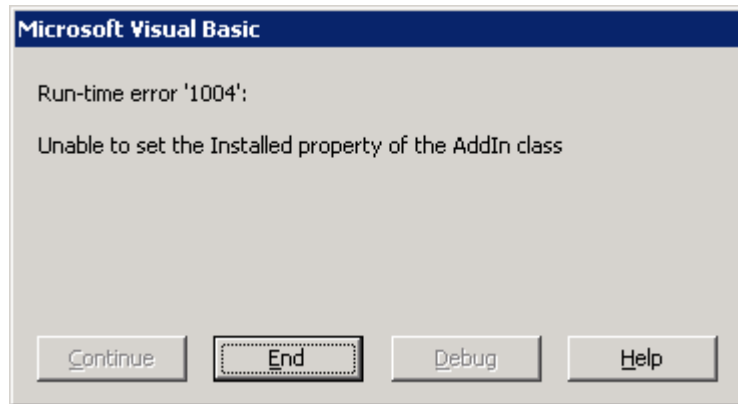 Microsoft Visual Basic
Run-time error '1004':
Unable to set the Installed property of the AddIn class
Continue End Debug Help